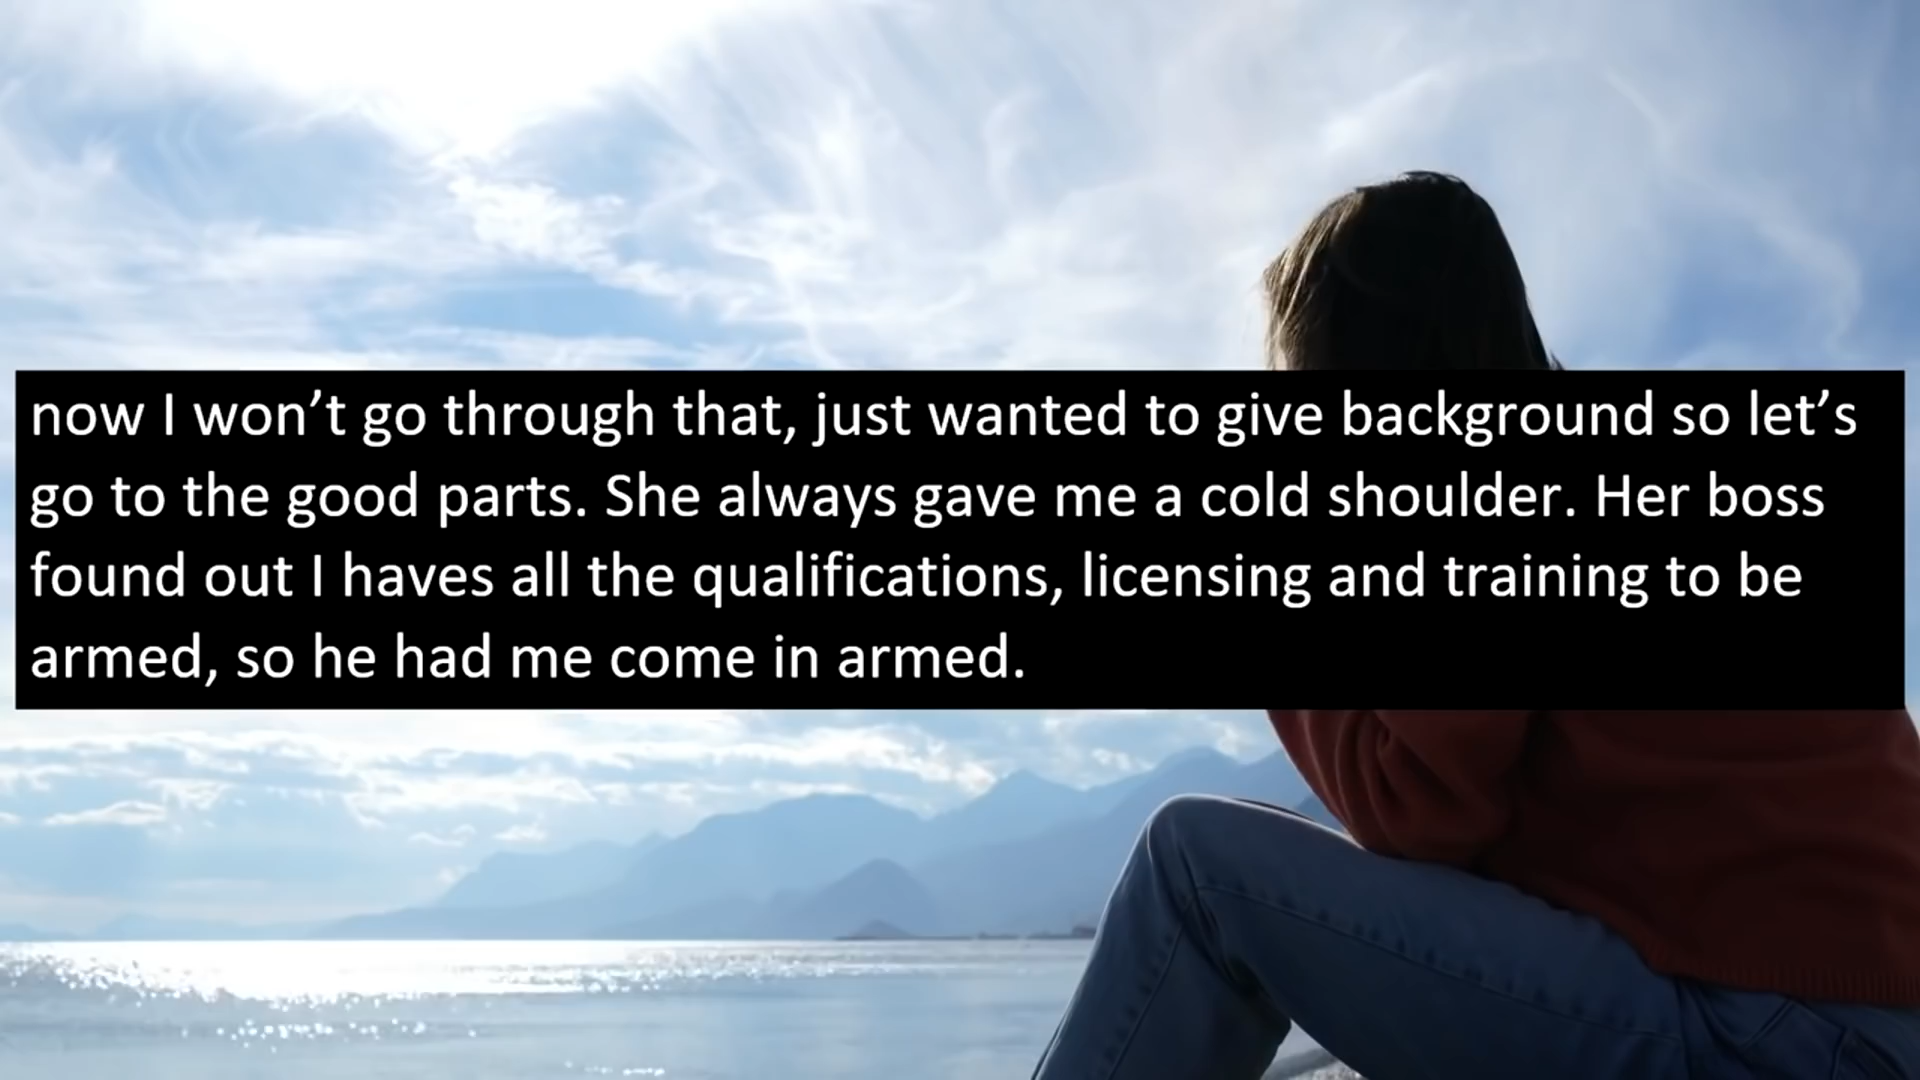 now I won’t go through that, just wanted to give background so let’s
go to the good parts. She always gave me a cold shoulder. Her boss
found out I haves all the qualifications, licensing and training to be
armed, so he had me come in armed.